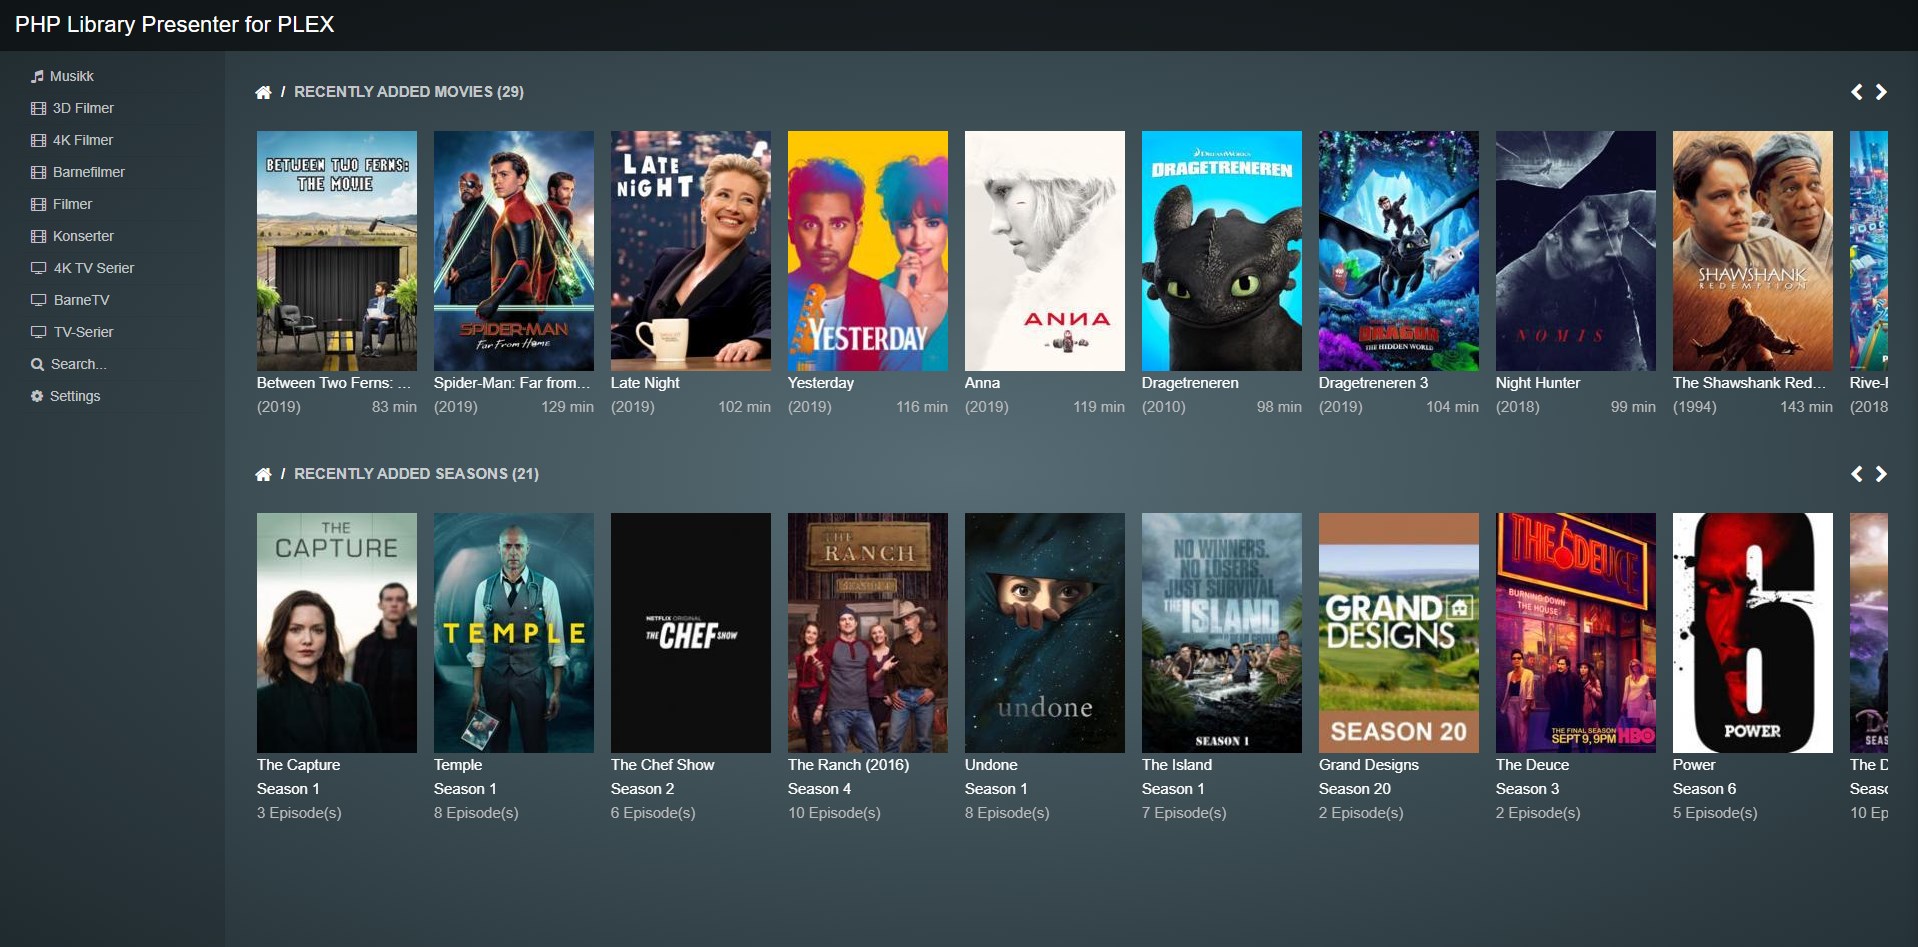 PHP Library Presenter for PLEX
Musikk
3D Filmer
4K Filmer
Barnefilmer
Filmer
Konserter
4K TV Serier
BarneTV
TV-Serier
Search...
Settings
/ RECENTLY ADDED MOVIES (29)
BETWEEN TWO FERNS:
THE MOVIE
SPIDER-MAN
Far From Home
LATE
NIGHT
YESTERDAY
ANNA
DREAMWORKS
DRAGETRENEREN
DRAGON
THE HIDDEN WORLD
NOMIS
SHAWSHANK
REDEMPTION
Between Two Ferns: ...
(2019) 83 min
Spider-Man: Far from...
(2019) 129 min
Late Night
(2019) 102 min
Yesterday
(2019) 116 min
Anna
(2019) 119 min
Dragetreneren
(2010) 98 min
Dragetreneren 3
(2019) 104 min
Night Hunter
(2018) 99 min
The Shawshank Red...
(1994) 143 min
Rive-
(2018
/ RECENTLY ADDED SEASONS (21)
THE
CAPTURE
TEMPLE
NETFLIX ORIGINAL
THE CHEF SHOW
THE
RANCH
SEASON 4
undone
NO WINNERS.
NO LOSERS.
JUST SURVIVAL.
THE ISLAND
SEASON 1
GRAND
DESIGNS
SEASON 20
THE DEUCE
BURNING DOWN
THE HOUSE
THE FINAL SEASON
SEPT 9, 9PM HBO
6
POWER
SEAS
The Capture
Season 1
3 Episode(s)
Temple
Season 1
8 Episode(s)
The Chef Show
Season 2
6 Episode(s)
The Ranch (2016)
Season 4
10 Episode(s)
Undone
Season 1
8 Episode(s)
The Island
Season 1
7 Episode(s)
Grand Designs
Season 20
2 Episode(s)
The Deuce
Season 3
2 Episode(s)
Power
Season 6
5 Episode(s)
The D
Seaso
10 Ep